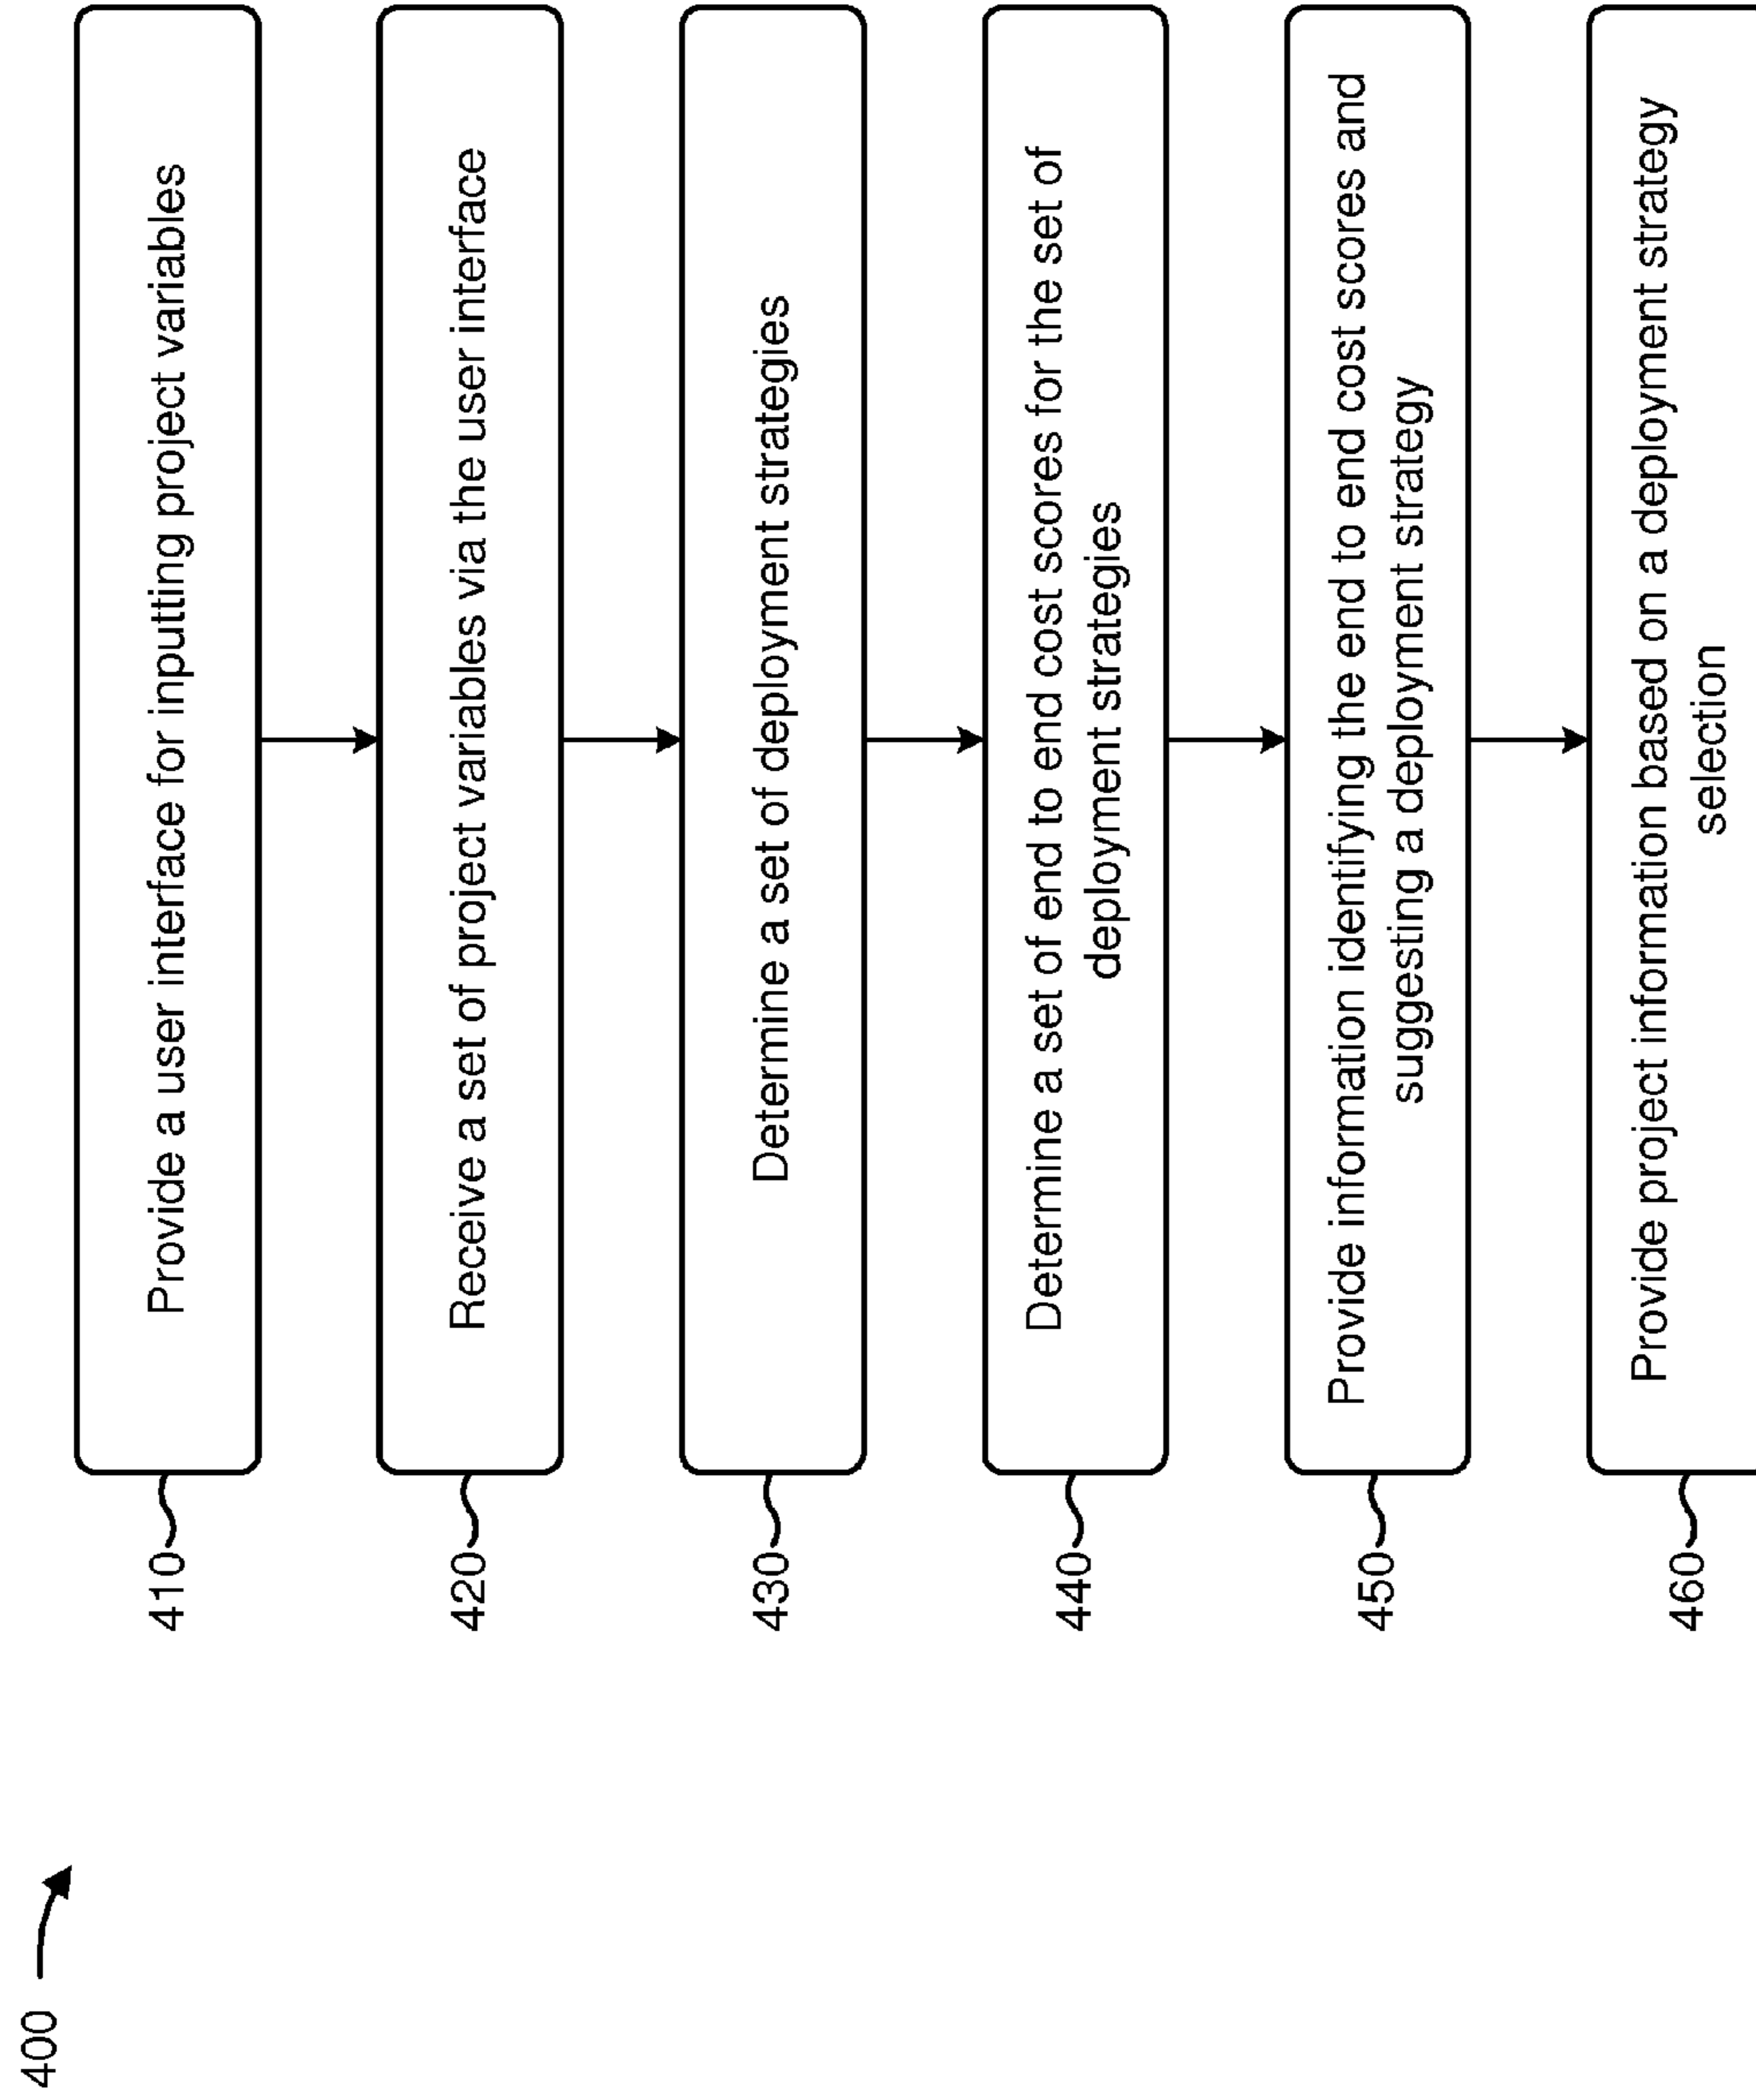 400
410
Provide a user interface for inputing project variables
420
Receive a set of project variables via the user interface
430
Determine a set of deployment strategies
440
Determine a set of end to end cost scores for the set of
deployment strategies
450
Provide information identifying the end to end cost scores and
suggesting a deployment strategy
460
Provide project information based on a deployment strategy
selection